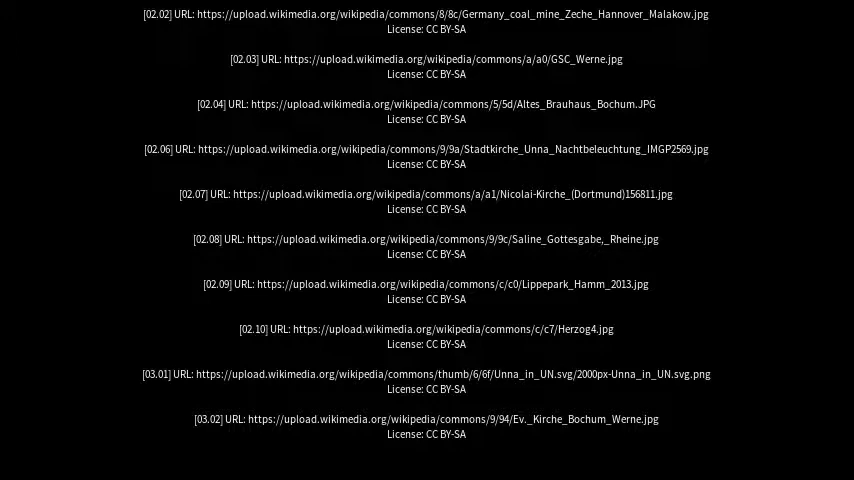 [02.02] URL: https://upload.wikimedia.org/wikipedia/commons/8/8c/Germany_coal_mine_Zeche_Hannover_Malakow.jpg
License: CC BY-SA
[02.03] URL: https://upload.wikimedia.org/wikipedia/commons/a/a0/GSC_Werne.jpg
License: CC BY-SA
[02.04] URL: https://upload.wikimedia.org/wikipedia/commons/5/5d/Altes_Brauhaus_Bochum.JPG
License: CC BY-SA
[02.06] URL: https://upload.wikimedia.org/wikipedia/commons/9/9a/Stadtkirche_Unna_Nachtbeleuchtung_IMGP2569.jpg
License: CC BY-SA
[02.07] URL: https://upload.wikimedia.org/wikipedia/commons/a/a1/Nicolai-Kirche_(Dortmund)156811.jpg
License: CC BY-SA
[02.08] URL: https://upload.wikimedia.org/wikipedia/commons/9/9c/Saline_Gottesgabe,_Rheine.jpg
License: CC BY-SA
[02.09] URL: https://upload.wikimedia.org/wikipedia/commons/c/c0/Lippepark_Hamm_2013.jpg
License: CC BY-SA
[02.10] URL: https://upload.wikimedia.org/wikipedia/commons/c/c7/Herzog4.jpg
License: CC BY-SA
[03.01] URL: https://upload.wikimedia.org/wikipedia/commons/thumb/6/6f/Unna_in_UN.svg/2000px-Unna_in_UN.svg.png
License: CC BY-SA
[03.02] URL: https://upload.wikimedia.org/wikipedia/commons/9/94/Ev._Kirche_Bochum_Werne.jpg
License: CC BY-SA